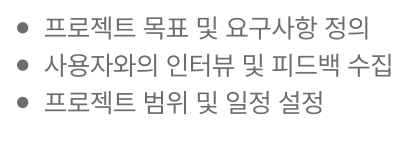 • 프로젝트 목표 및 요구사항 정의
• 사용자와의 인터뷰 및 피드백 수집
• 프로젝트 범위 및 일정 설정